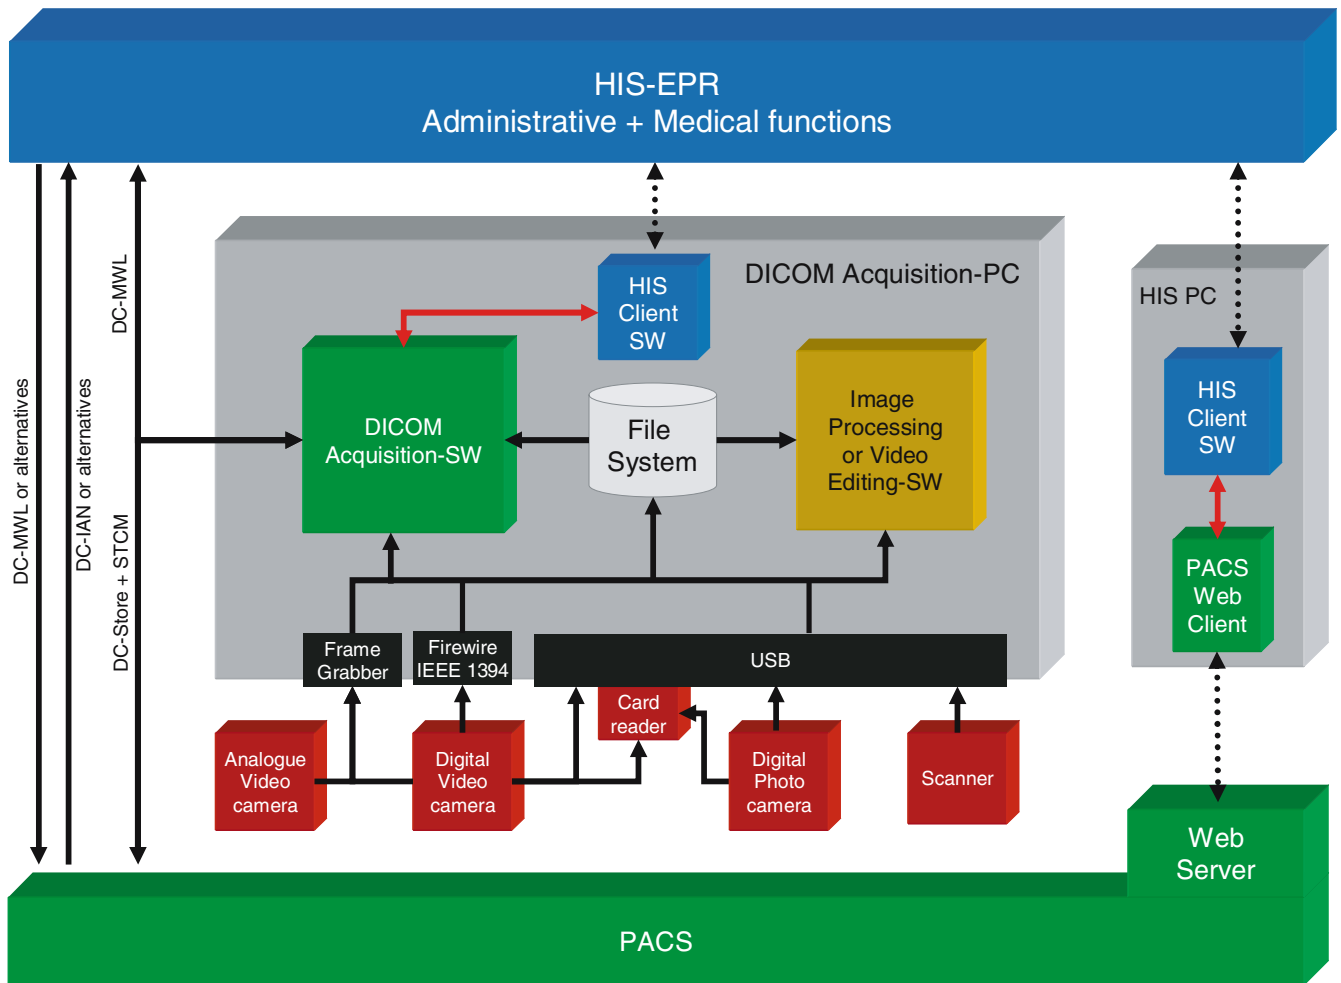 HIS-EPR
Administrative + Medical functions
DC-MWL or alternatives
DC-IAN or alternatives
DC-MWL
DC-Store + STCM
DICOM Acquisition-PC
HIS
Client
SW
DICOM
Acquisition-SW
File
System
Image
Processing
or Video
Editing-SW
HIS PC
HIS
Client
SW
PACS
Web
Client
Frame
Grabber
Firewire
IEEE 1394
USB
Card
reader
Analogue
Video
camera
Digital
Video
camera
Digital
Photo
camera
Scanner
Web
Server
PACS